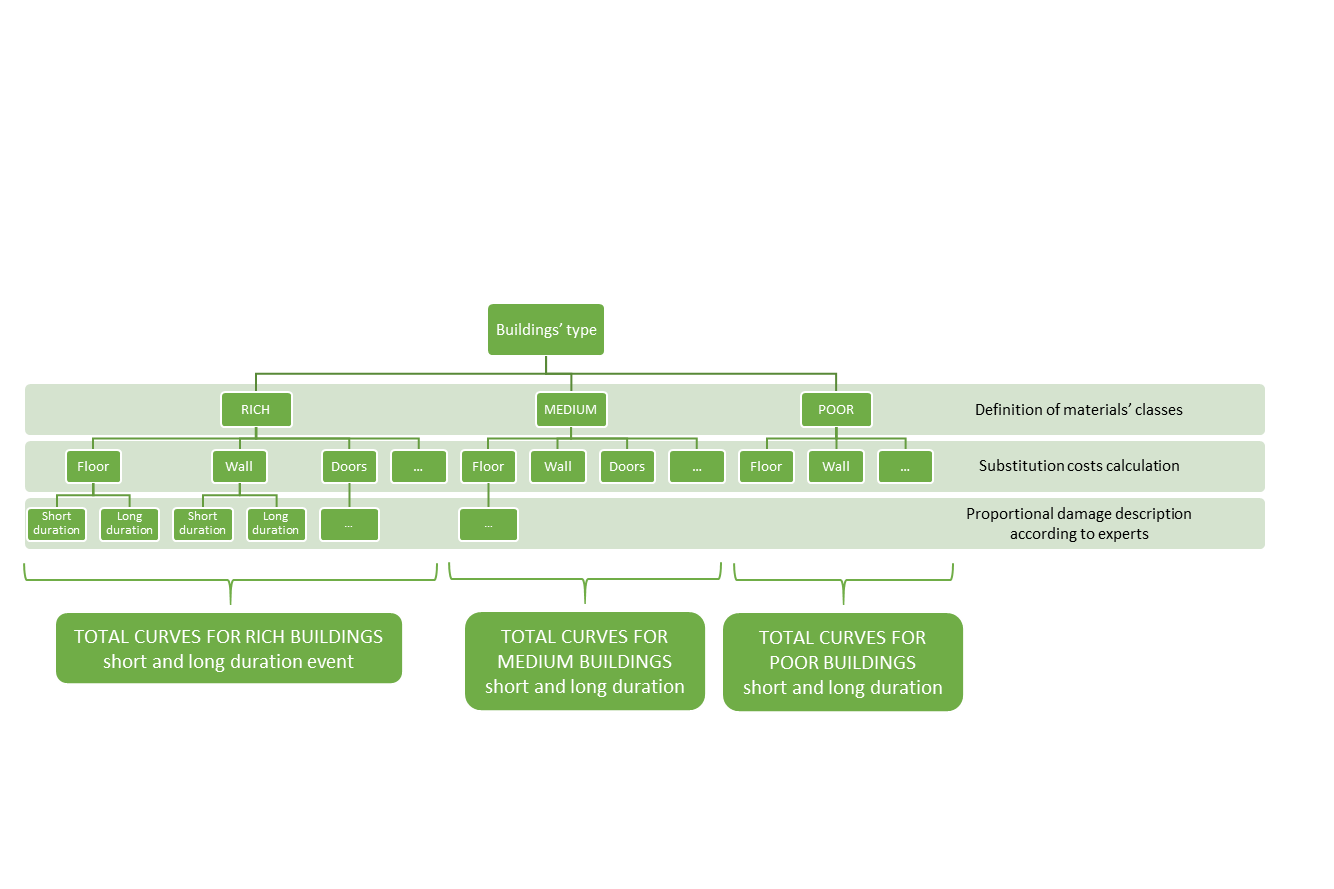 Buildings’ type
RICH
MEDIUM
POOR
Definition of materials’ classes
Floor
Wall
Doors
...
Floor
Wall
Doors
...
Floor
Wall
...
Substitution costs calculation
Short
duration
Long
duration
Short
duration
Long
duration
...
...
Proportional damage description
according to experts
TOTAL CURVES FOR RICH BUILDINGS
short and long duration event
TOTAL CURVES FOR
MEDIUM BUILDINGS
short and long duration
TOTAL CURVES FOR
POOR BUILDINGS
short and long duration